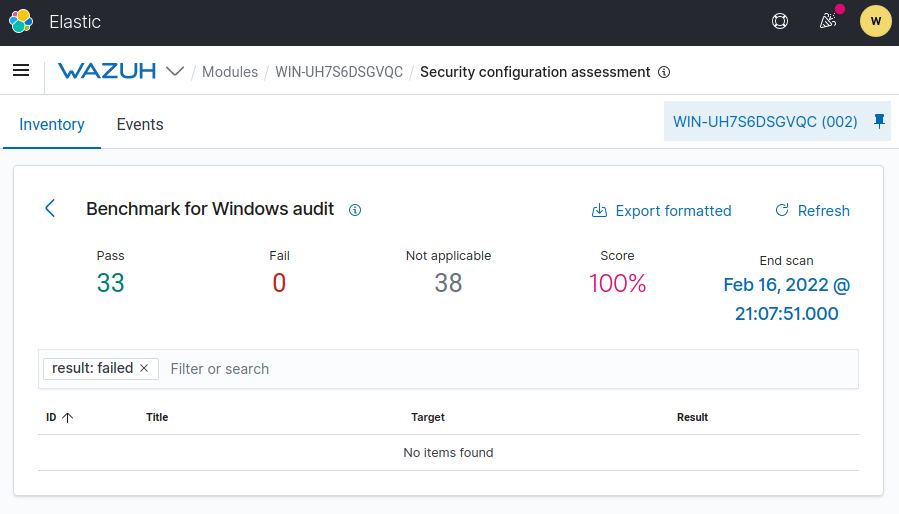 Elastic
W
WAZUH / Modules / WIN-UH7S6DSGVQC / Security configuration assessment
Inventory Events WIN-UH7S6DSGVQC (002)
Benchmark for Windows audit Export formatted Refresh
Pass Fail Not applicable Score End scan
33 0 38 100% Feb 16, 2022 @
21:07:51.000
result: failed × Filter or search
ID Title Target Result
No items found